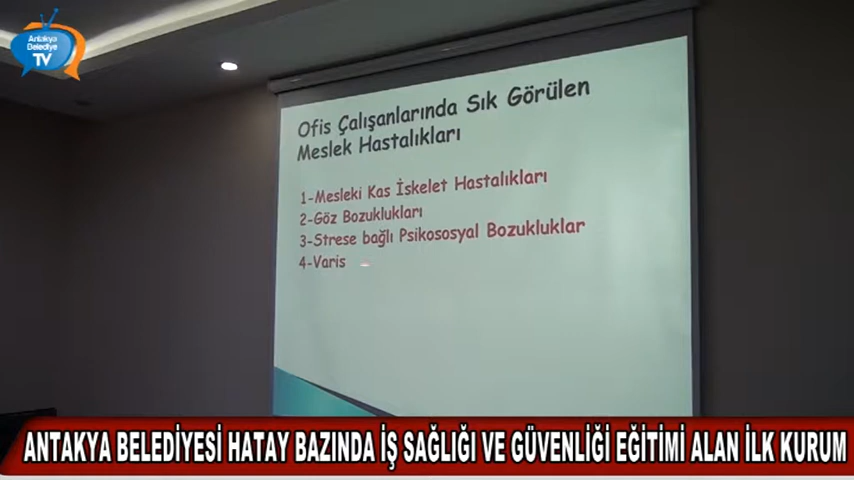 Antakya
Belediye
TV
Ofis Çalışanlarında Sık Görülen
Meslek Hastalıkları
1-Mesleki Kas İskelet Hastalıkları
2-Göz Bozuklukları
3-Strese bağlı Psikososyal Bozukluklar
4-Varis
ANTAKYA BELEDİYESİ HATAY BAZINDA İŞ SAĞLIĞI VE GÜVENLİĞİ EĞİTİMİ ALAN İLK KURUM